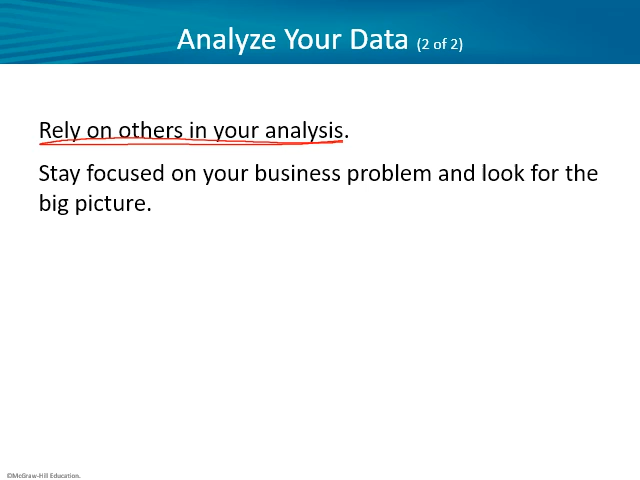 Analyze Your Data (2 of 2)
Rely on others in your analysis.
Stay focused on your business problem and look for the
big picture.
©McGraw-Hill Education.